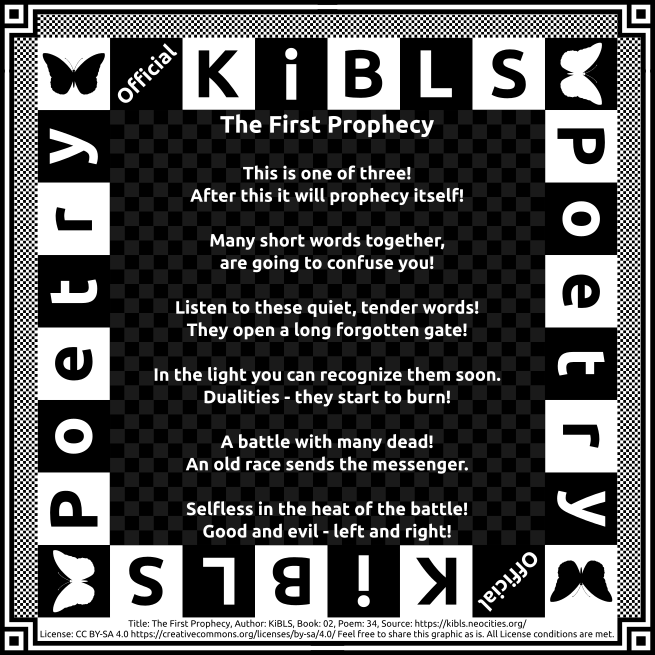 Official
KiBLS
Poetry
Poetry
The First Prophecy
This is one of three!
After this it will prophecy itself!
Many short words together,
are going to confuse you!
Listen to these quiet, tender words!
They open a long forgotten gate!
In the light you can recognize them soon.
Dualities - they start to burn!
A battle with many dead!
An old race sends the messenger.
Selfless in the heat of the battle!
Good and evil - left and right!
Official
KiBLS
Title: The First Prophecy, Author: KiBLS, Book: 02, Poem: 34, Source: https://kibls.neocities.org/
License: CC BY-SA 4.0 https://creativecommons.org/licenses/by-sa/4.0/ Feel free to share this graphic as is. All License conditions are met.